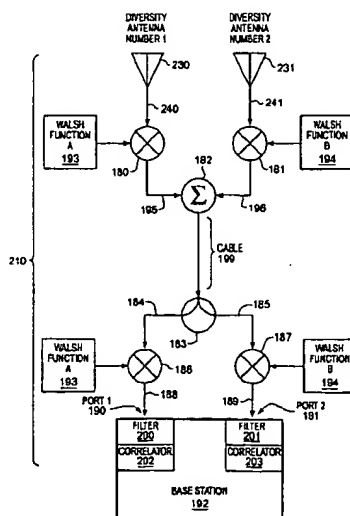 DIVERSITY
ANTENNA
NUMBER 1
DIVERSITY
ANTENNA
NUMBER 2
230
231
240
241
WALSH
FUNCTION
A
193
180
182
Σ
181
WALSH
FUNCTION
B
194
195
196
210
CABLE
199
184
185
183
WALSH
FUNCTION
A
193
186
187
WALSH
FUNCTION
B
194
188
189
PORT 1
190
PORT 2
191
FILTER
200
CORRELATOR
202
FILTER
201
CORRELATOR
203
BASE STATION
192